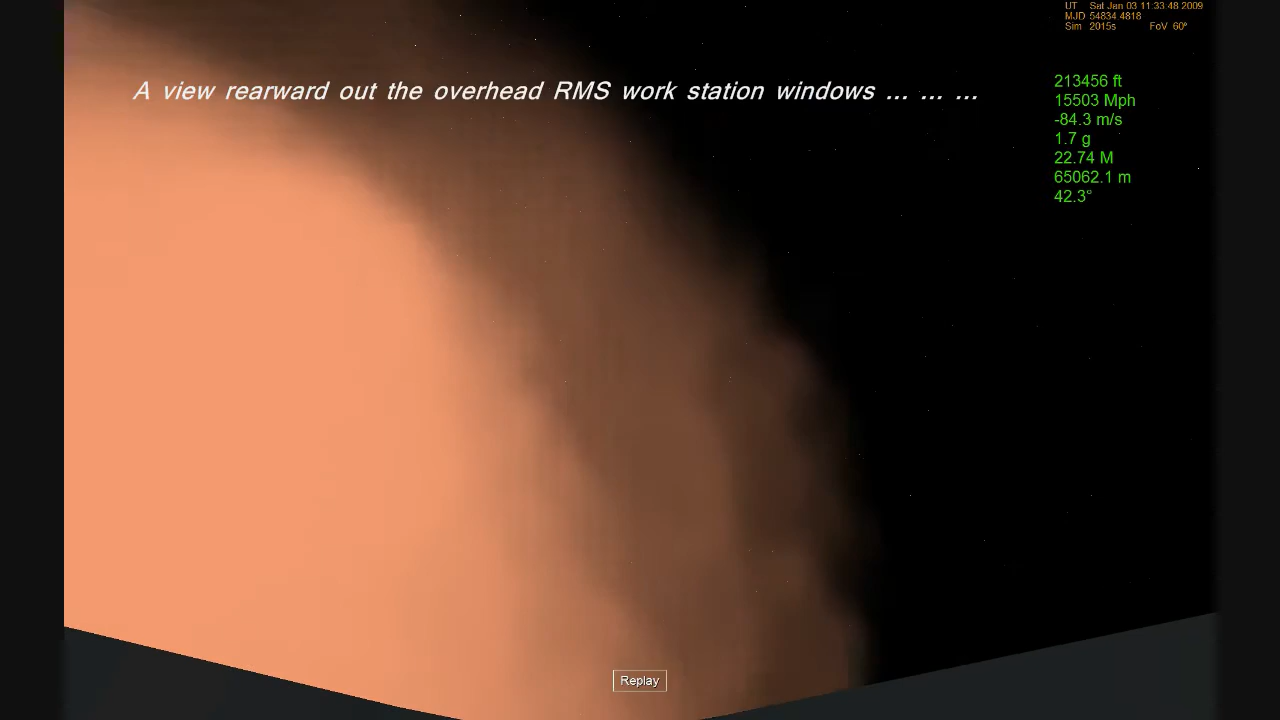 UT Sat Jan 03 11:33:48 2009
MJD 54834.4818
Sim 2015s FoV 60°
A view rearward out the overhead RMS work station windows ... ... ...
213456 ft
15503 Mph
-84.3 m/s
1.7 g
22.74 M
65062.1 m
42.3°
Replay